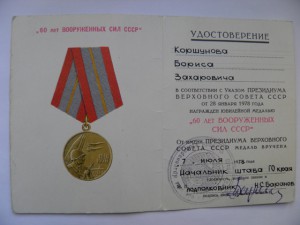 „60 лет ВООРУЖЕННЫХ СИЛ СССР"
УДОСТОВЕРЕНИЕ
Коршунова
Бориса
Захаровича
В СООТВЕТСТВИИ С УКАЗОМ ПРЕЗИДИУМА
ВЕРХОВНОГО СОВЕТА СССР
ОТ 28 ЯНВАРЯ 1978 ГОДА
НАГРАЖДЕН ЮБИЛЕЙНОЙ МЕДАЛЬЮ
„60 ЛЕТ ВООРУЖЕННЫХ
СИЛ СССР"
ОТ ИМЕНИ ПРЕЗИДИУМА ВЕРХОВНОГО
СОВЕТА СССР МЕДАЛЬ ВРУЧЕНА
7 июля 1978 ГОДА
Начальник штаба
подполковник